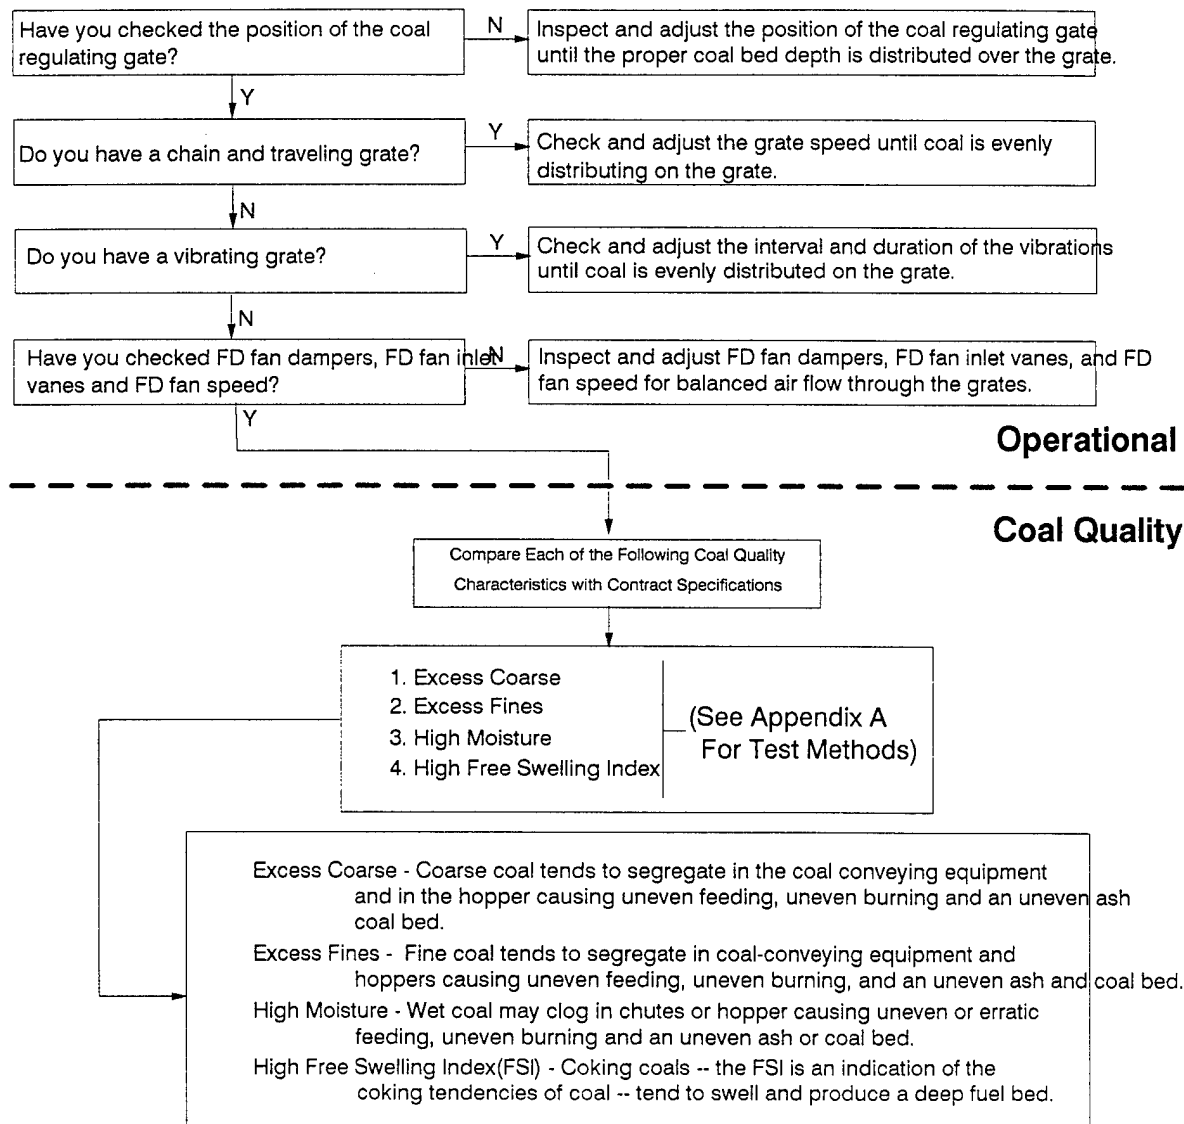 Have you checked the position of the coal
regulating gate?
N
Inspect and adjust the position of the coal regulating gate
until the proper coal bed depth is distributed over the grate.
Y
Do you have a chain and traveling grate?
Y
Check and adjust the grate speed until coal is evenly
distributing on the grate.
N
Do you have a vibrating grate?
Y
Check and adjust the interval and duration of the vibrations
until coal is evenly distributed on the grate.
N
Have you checked FD fan dampers, FD fan inlet
vanes and FD fan speed?
N
Inspect and adjust FD fan dampers, FD fan inlet vanes, and FD
fan speed for balanced air flow through the grates.
Y
Operational
Coal Quality
Compare Each of the Following Coal Quality
Characteristics with Contract Specifications
1. Excess Coarse
2. Excess Fines
3. High Moisture
4. High Free Swelling Index
(See Appendix A
For Test Methods)
Excess Coarse - Coarse coal tends to segregate in the coal conveying equipment
and in the hopper causing uneven feeding, uneven burning and an uneven ash
coal bed.
Excess Fines - Fine coal tends to segregate in coal-conveying equipment and
hoppers causing uneven feeding, uneven burning, and an uneven ash and coal bed.
High Moisture - Wet coal may clog in chutes or hopper causing uneven or erratic
feeding, uneven burning and an uneven ash or coal bed.
High Free Swelling Index(FSI) - Coking coals -- the FSI is an indication of the
coking tendencies of coal -- tend to swell and produce a deep fuel bed.